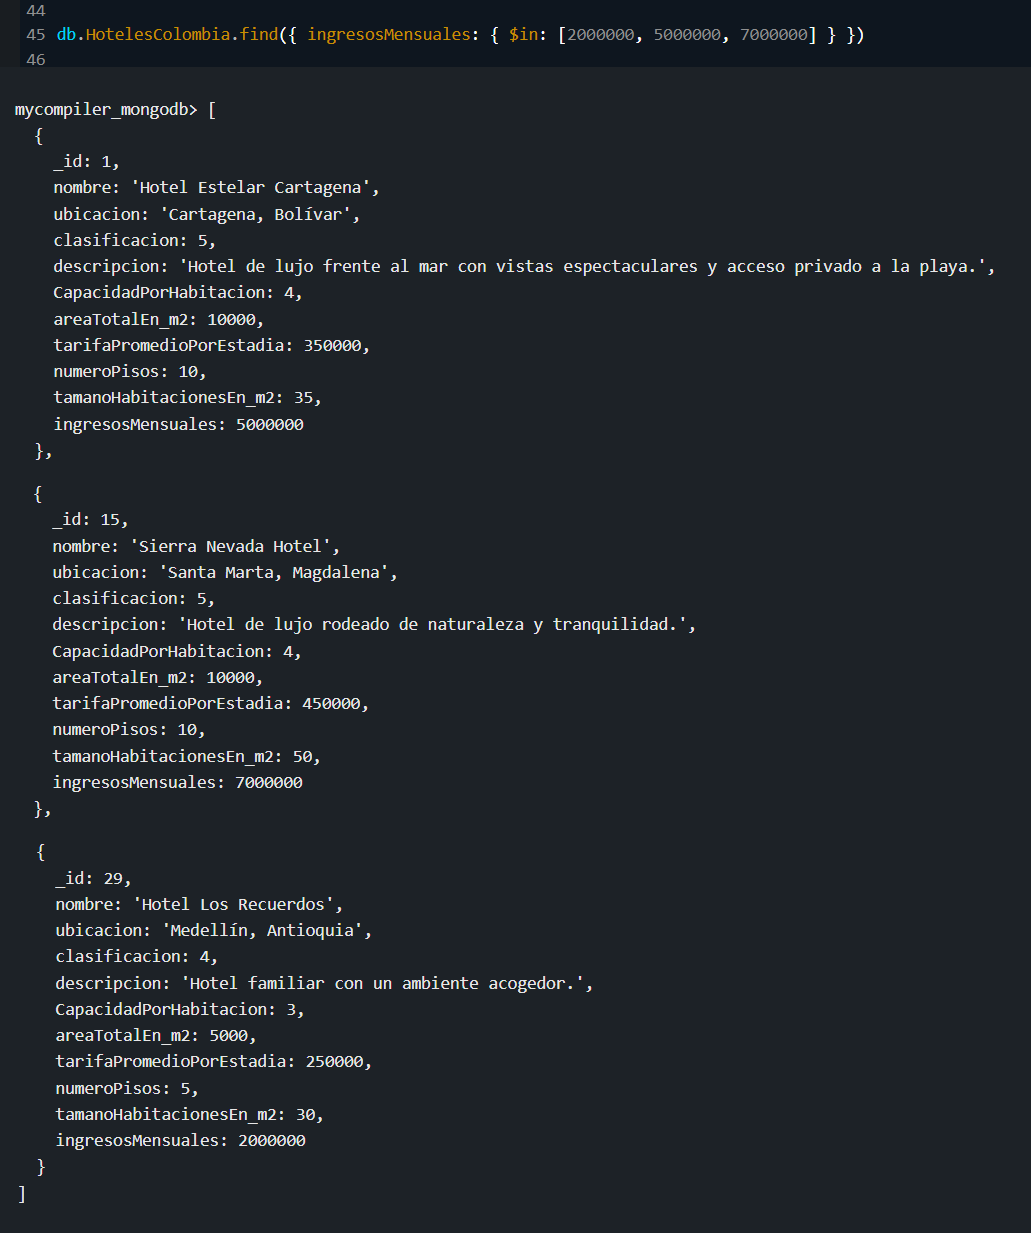 44
45 db.HotelesColombia.find({ ingresosMensuales: { $in: [2000000, 5000000, 7000000] } })
46
mycompiler_mongodb> [
  {
    _id: 1,
    nombre: 'Hotel Estelar Cartagena',
    ubicacion: 'Cartagena, Bolívar',
    clasificacion: 5,
    descripcion: 'Hotel de lujo frente al mar con vistas espectaculares y acceso privado a la playa.',
    CapacidadPorHabitacion: 4,
    areaTotalEn_m2: 10000,
    tarifaPromedioPorEstadia: 350000,
    numeroPisos: 10,
    tamanoHabitacionesEn_m2: 35,
    ingresosMensuales: 5000000
  },
  {
    _id: 15,
    nombre: 'Sierra Nevada Hotel',
    ubicacion: 'Santa Marta, Magdalena',
    clasificacion: 5,
    descripcion: 'Hotel de lujo rodeado de naturaleza y tranquilidad.',
    CapacidadPorHabitacion: 4,
    areaTotalEn_m2: 10000,
    tarifaPromedioPorEstadia: 450000,
    numeroPisos: 10,
    tamanoHabitacionesEn_m2: 50,
    ingresosMensuales: 7000000
  },
  {
    _id: 29,
    nombre: 'Hotel Los Recuerdos',
    ubicacion: 'Medellín, Antioquia',
    clasificacion: 4,
    descripcion: 'Hotel familiar con un ambiente acogedor.',
    CapacidadPorHabitacion: 3,
    areaTotalEn_m2: 5000,
    tarifaPromedioPorEstadia: 250000,
    numeroPisos: 5,
    tamanoHabitacionesEn_m2: 30,
    ingresosMensuales: 2000000
  }
]